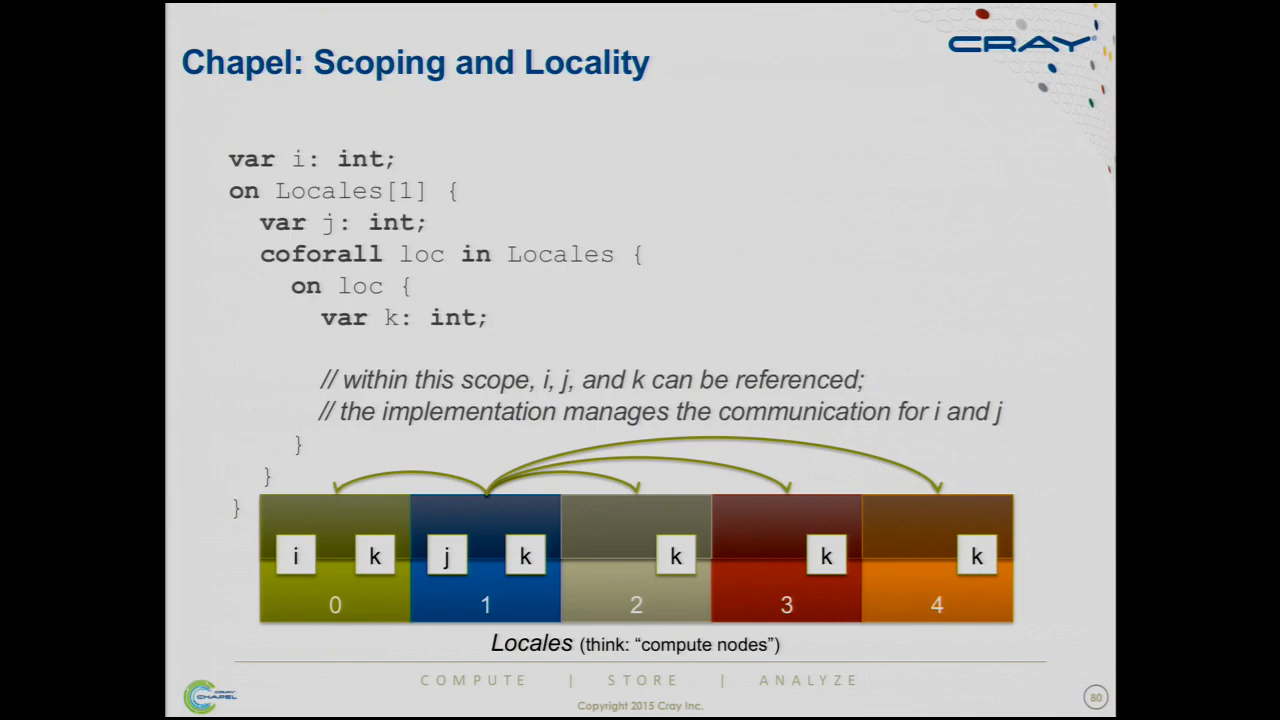 CRAY
Chapel: Scoping and Locality
var i: int;
on Locales[1] {
var j: int;
coforall loc in Locales {
on loc {
var k: int;
// within this scope, i, j, and k can be referenced;
// the implementation manages the communication for i and j
}
}
}
i k j k k k k
0 1 2 3 4
Locales (think: “compute nodes”)
COMPUTE | STORE | ANALYZE
CRAY
CHAPEL
Copyright 2015 Cray Inc.
80